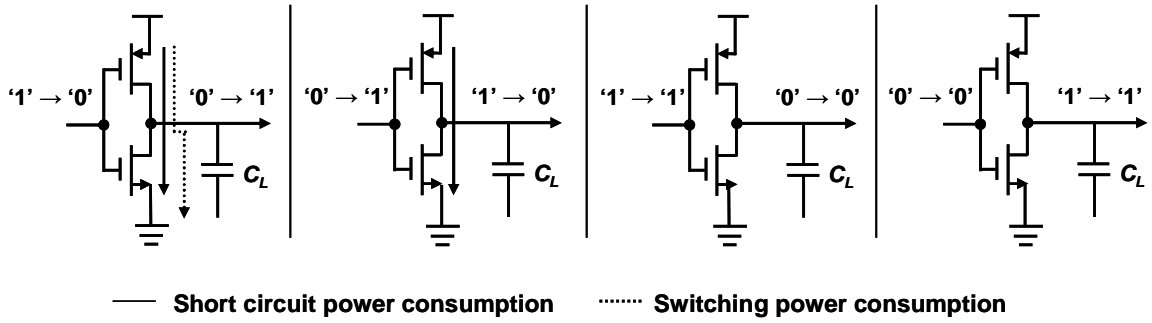 ‘1’ → ‘0’
‘0’ → ‘1’
C_L
‘0’ → ‘1’
‘1’ → ‘0’
C_L
‘1’ → ‘1’
‘0’ → ‘0’
C_L
‘0’ → ‘0’
‘1’ → ‘1’
C_L
Short circuit power consumption
Switching power consumption